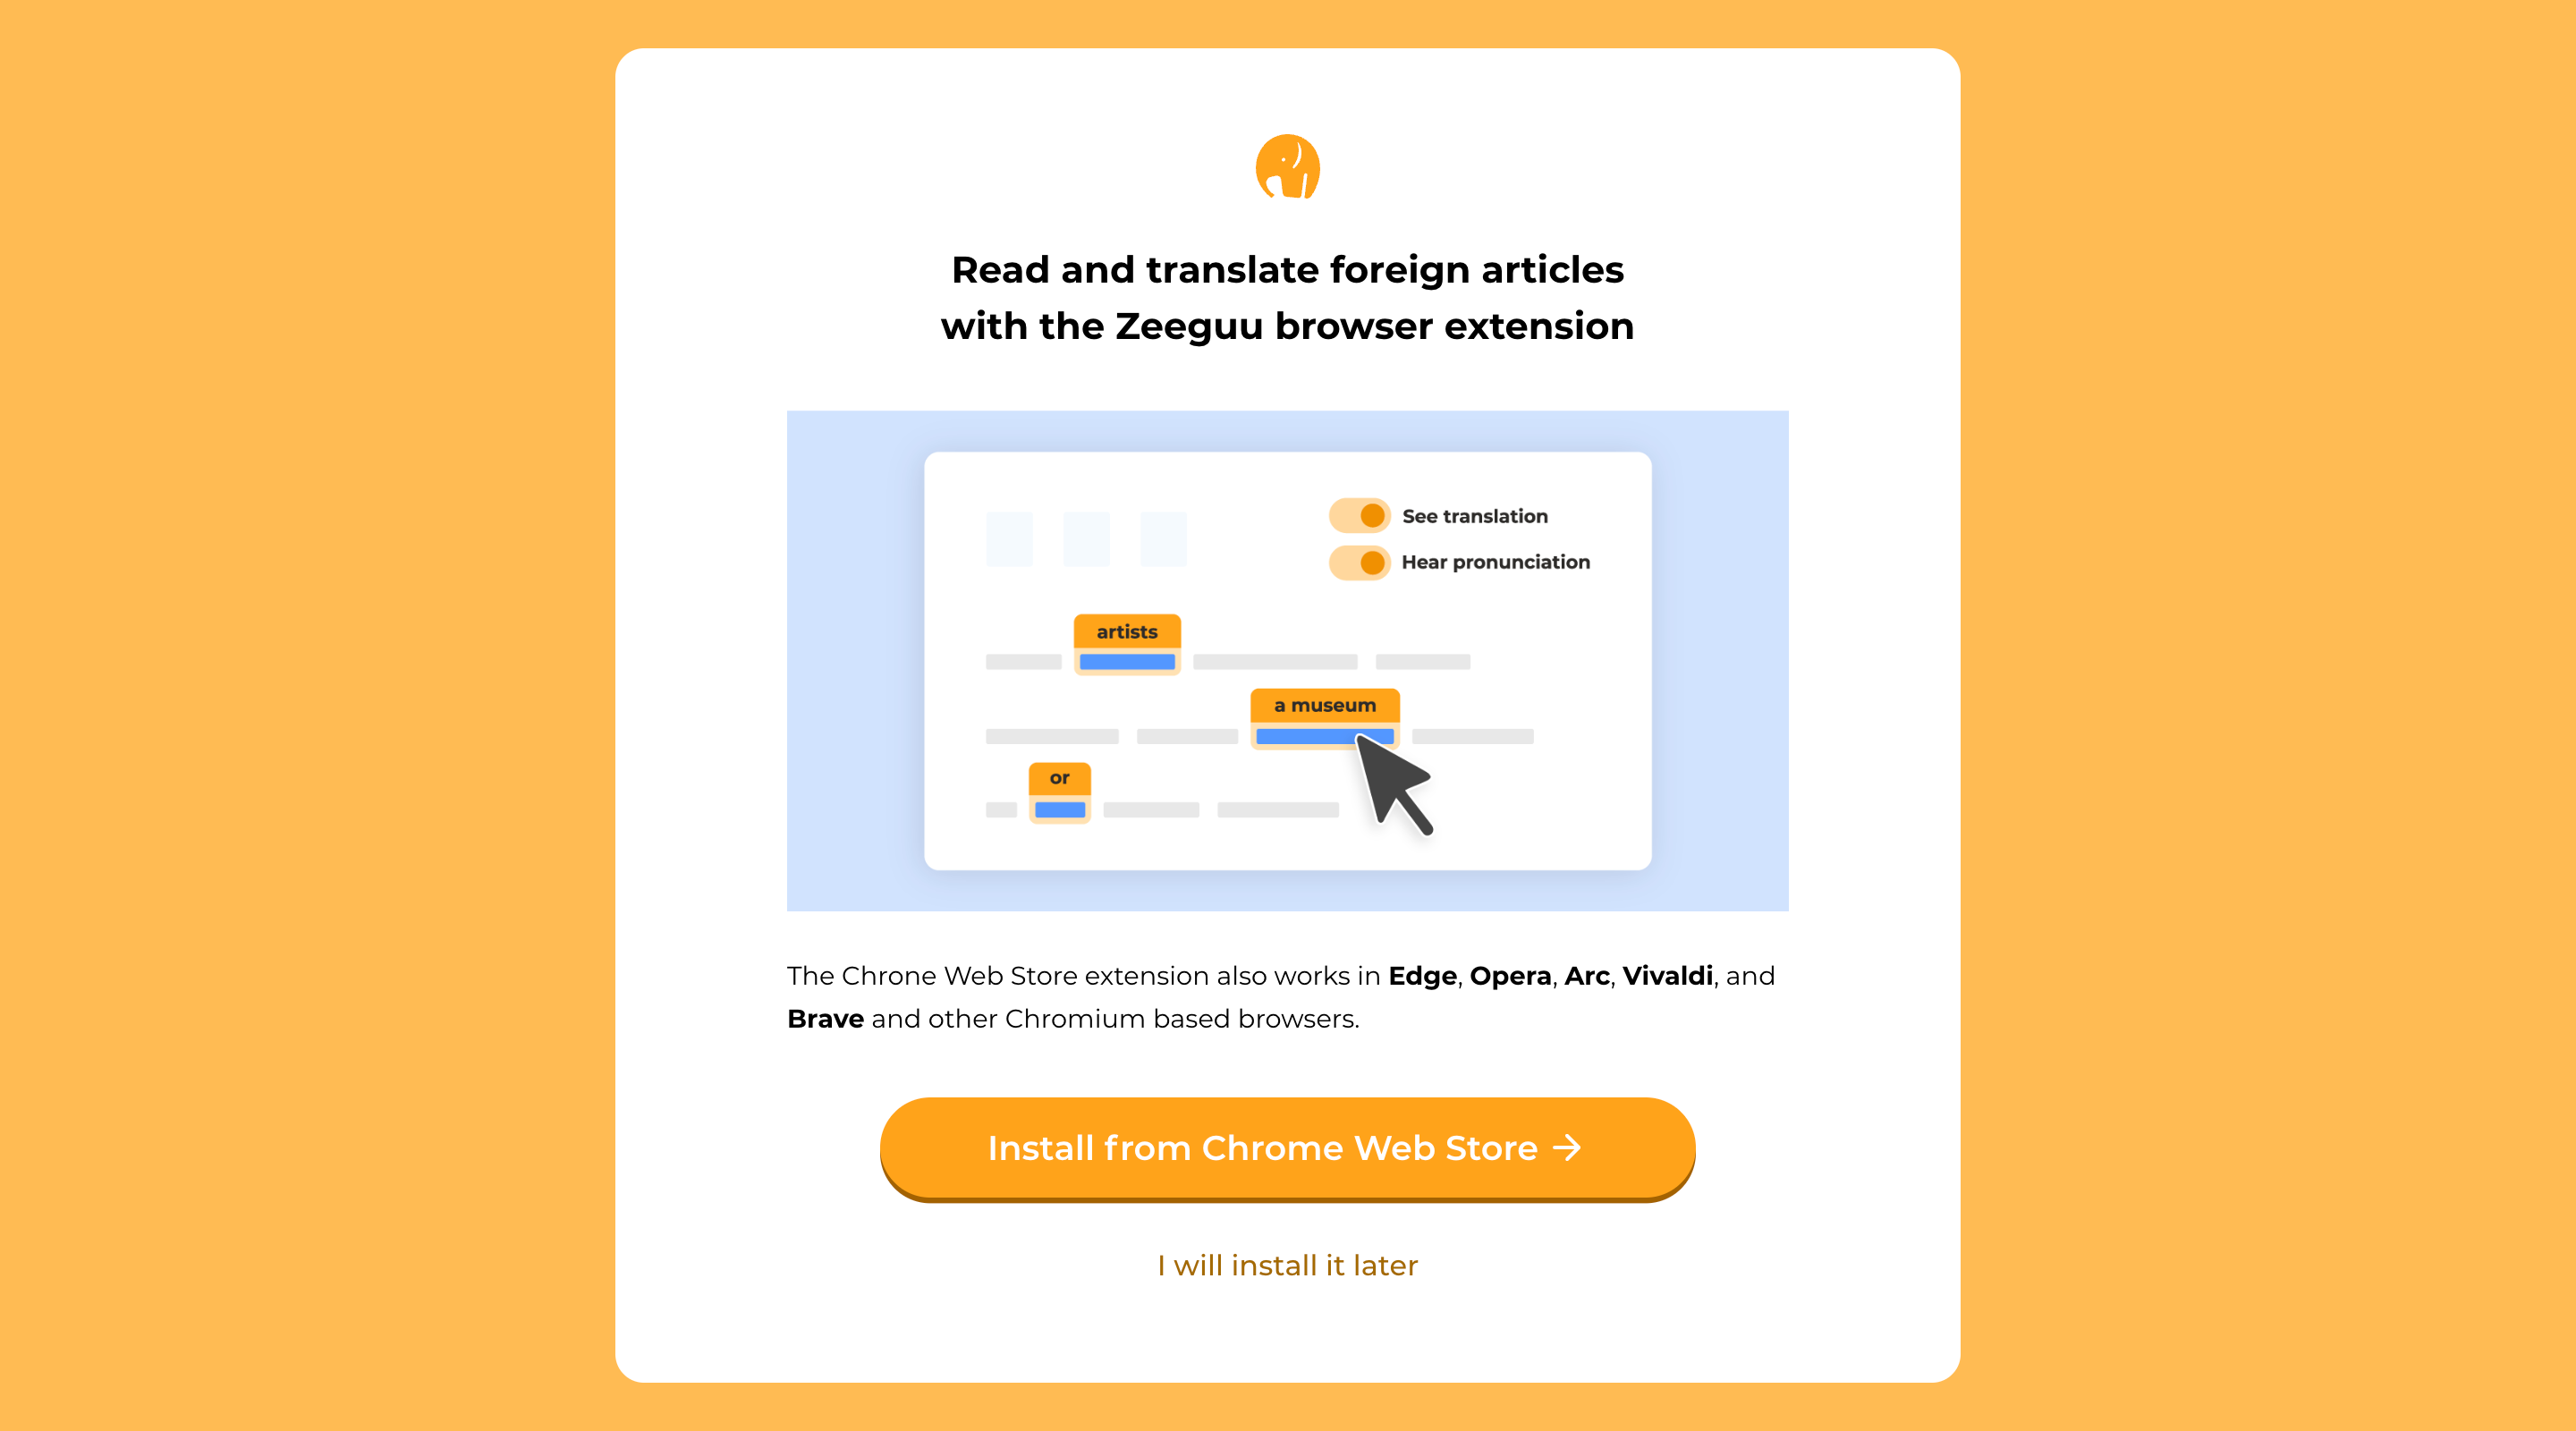 Read and translate foreign articles
with the Zeeguu browser extension
See translation
Hear pronunciation
artists
a museum
or
The Chrone Web Store extension also works in Edge, Opera, Arc, Vivaldi, and
Brave and other Chromium based browsers.
Install from Chrome Web Store →
I will install it later